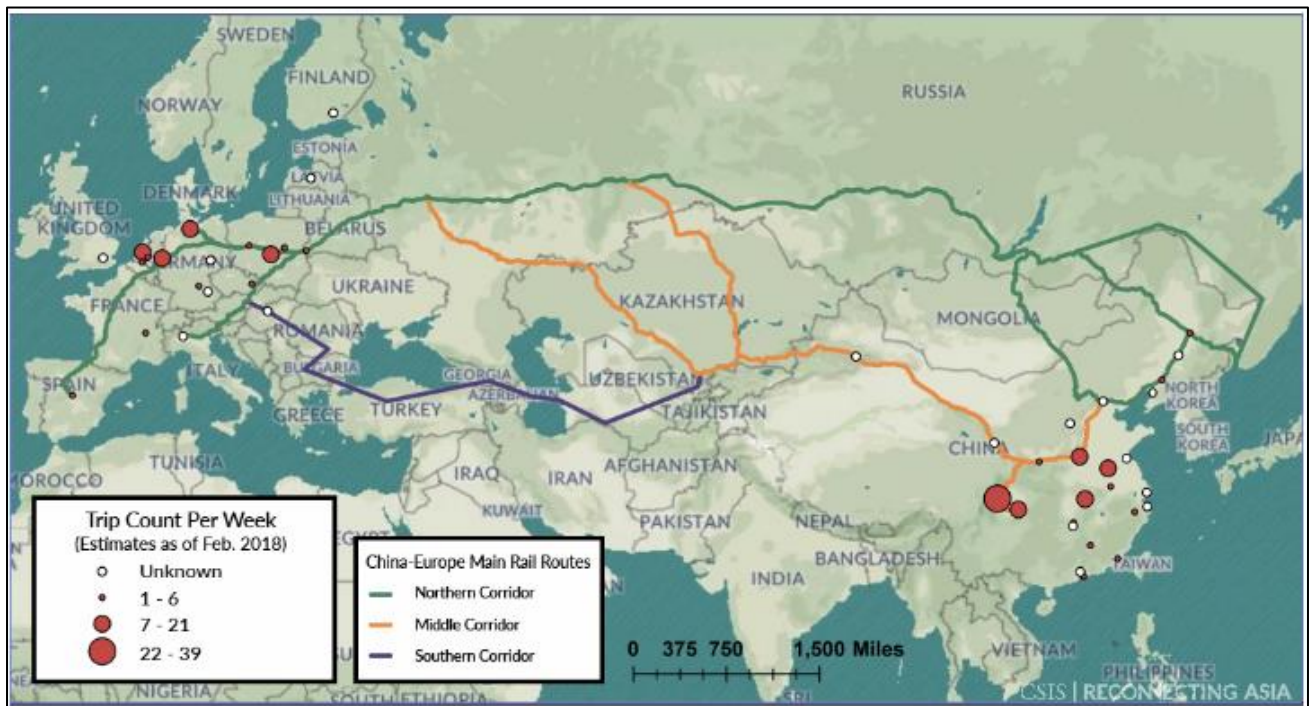 SWEDEN
FINLAND
RUSSIA
NORWAY
ESTONIA
LATVIA
DENMARK
LITHUANIA
UNITED
KINGDOM
BELARUS
GERMANY
FRANCE
UKRAINE
KAZAKHSTAN
MONGOLIA
ROMANIA
SPAIN
ITALY
BULGARIA
GEORGIA
UZBEKISTAN
AZERBAIJAN
NORTH
KOREA
GREECE
TURKEY
TAJIKISTAN
SOUTH
KOREA
CHINA
TUNISIA
MOROCCO
IRAQ
IRAN
AFGHANISTAN
KUWAIT
PAKISTAN
NEPAL
BANGLADESH
TAIWAN
INDIA
VIETNAM
PHILIPPINES
NIGERIA
SOUTH ETHIOPIA
Trip Count Per Week
(Estimates as of Feb. 2018)
Unknown
1 - 6
7 - 21
22 - 39
China-Europe Main Rail Routes
Northern Corridor
Middle Corridor
Southern Corridor
0 375 750 1,500 Miles
CSIS | RECONNECTING ASIA